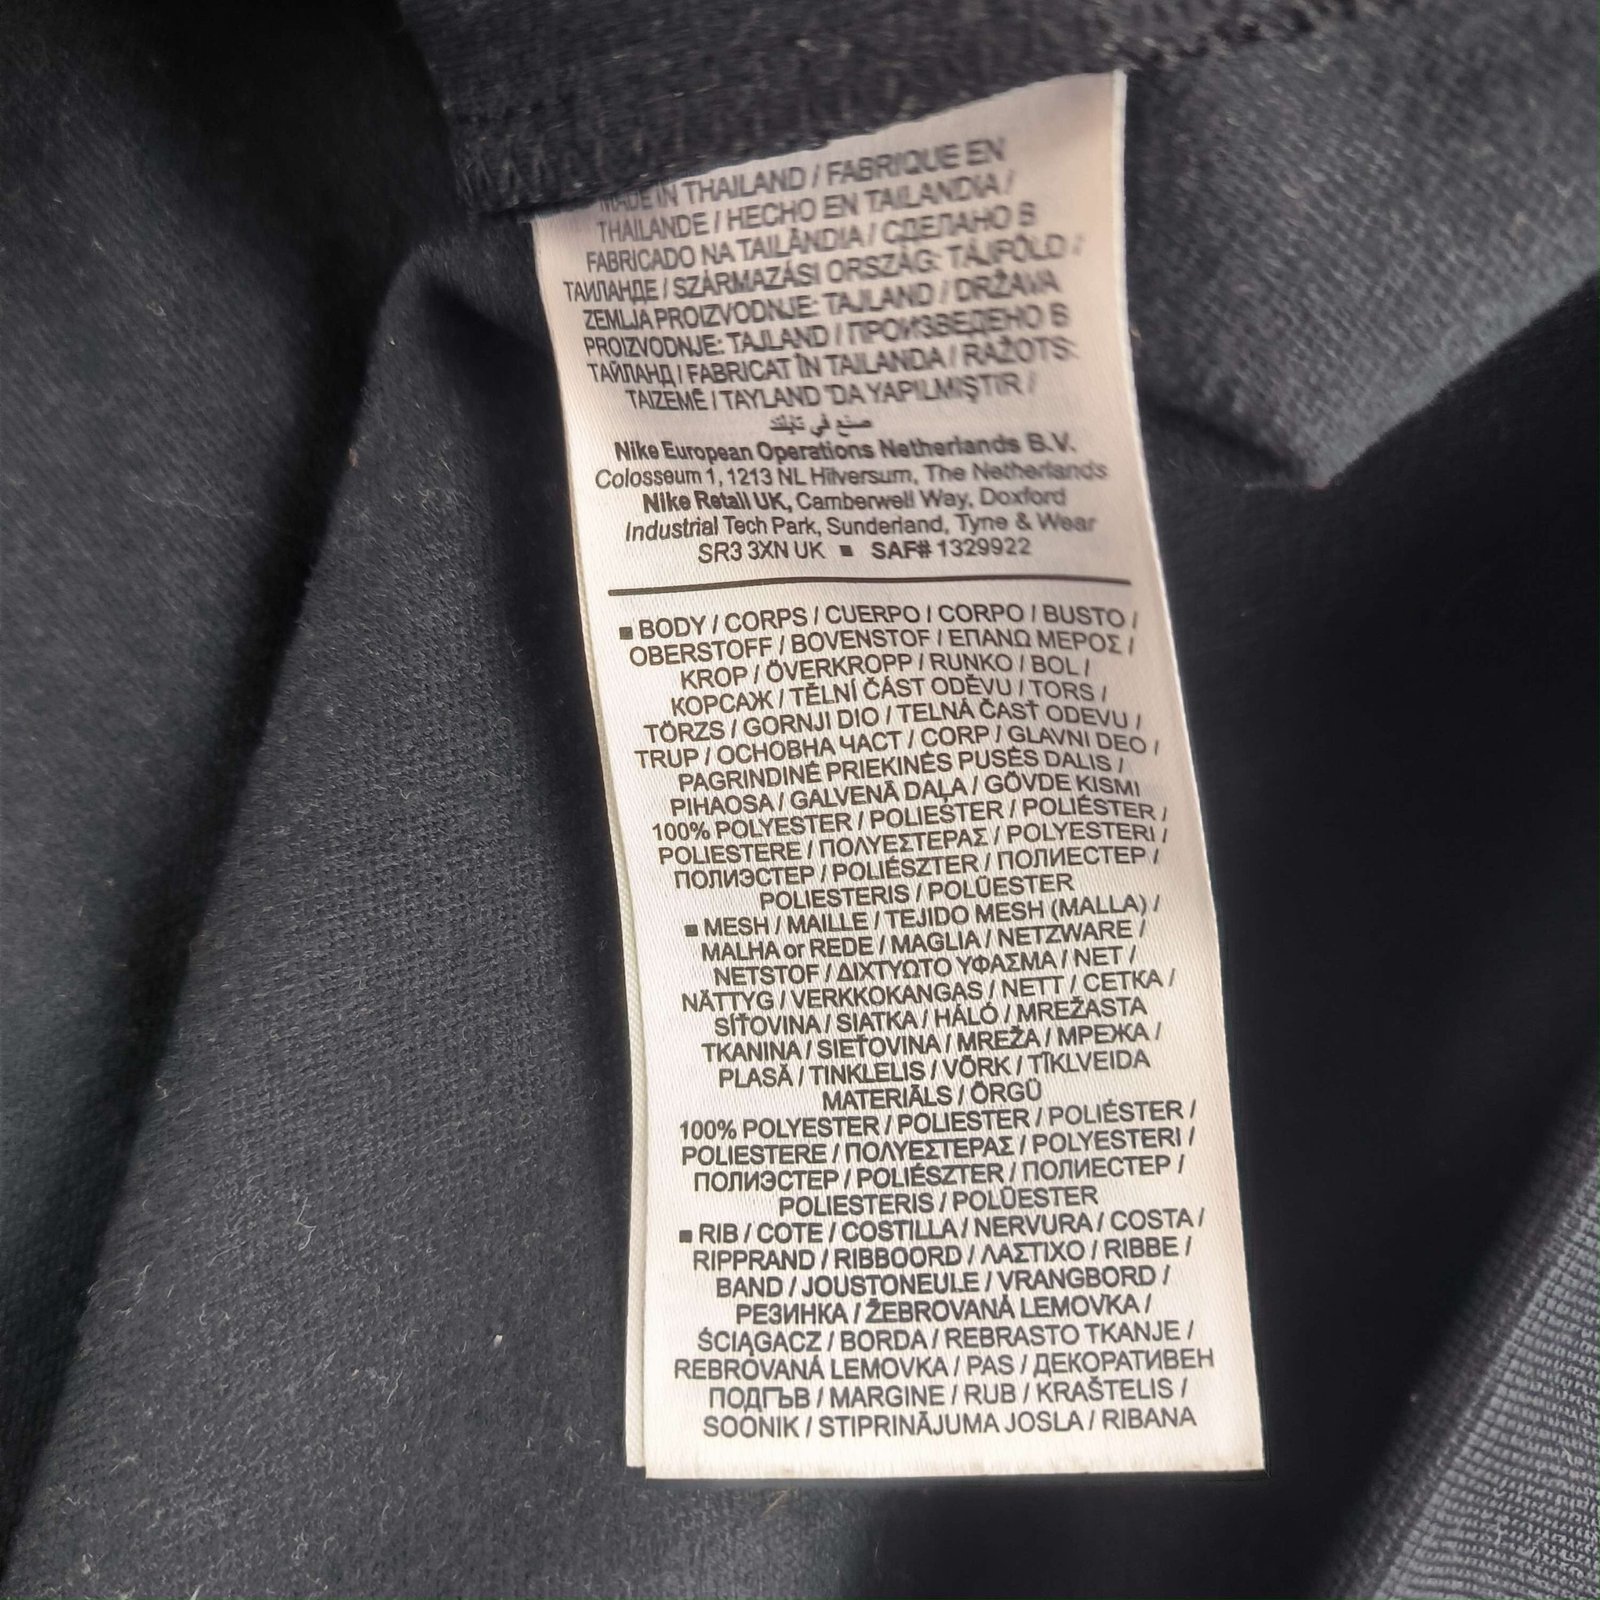 MADE IN THAILAND / FABRIQUE EN
THAILANDE / HECHO EN TAILANDIA /
FABRICADO NA TAILÂNDIA / СДЕЛАНО В
ТАИЛАНДЕ / SZÁRMAZÁSI ORSZÁG: TÁJFÖLD /
ZEMLJA PROIZVODNJE: TAJLAND / DRŽAVA
PROIZVODNJE: TAJLAND / ПРОИЗВЕДЕНО В
ТАЙЛАНД / FABRICAT ÎN TAILANDA / RAŽOTS:
TAIZEMĒ / TAYLAND 'DA YAPILMIŞTIR /
صنع في تايلند
Nike European Operations Netherlands B.V.
Colosseum 1, 1213 NL Hilversum, The Netherlands
Nike Retail UK, Camberwell Way, Doxford
Industrial Tech Park, Sunderland, Tyne & Wear
SR3 3XN UK ■ SAF# 1329922
■ BODY / CORPS / CUERPO / CORPO / BUSTO /
OBERSTOFF / BOVENSTOF / ΕΠΑΝΩ ΜΕΡΟΣ /
KROP / ÖVERKROPP / RUNKO / BOL /
КОРСАЖ / TĚLNÍ ČÁST ODĚVU / TORS /
TÖRZS / GORNJI DIO / TELNÁ ČASŤ ODEVU /
TRUP / ОСНОВНА ЧАСТ / CORP / GLAVNI DEO /
PAGRINDINĖ PRIEKINĖS PUSĖS DALIS /
PIHAOSA / GALVENĀ DAĻA / GÖVDE KISMI
100% POLYESTER / POLIESTER / POLIÉSTER /
POLIESTERE / ΠΟΛΥΕΣΤΕΡΑΣ / POLYESTERI /
ПОЛИЭСТЕР / POLIÉSZTER / ПОЛИЕСТЕР /
POLIESTERIS / POLÜESTER
■ MESH / MAILLE / TEJIDO MESH (MALLA) /
MALHA or REDE / MAGLIA / NETZWARE /
NETSTOF / ΔΙΧΤΥΩΤΟ ΥΦΑΣΜΑ / NET /
NÄTTYG / VERKKOKANGAS / NETT / СЕТКА /
SÍŤOVINA / SIATKA / HÁLÓ / MREŽASTA
TKANINA / SIEŤOVINA / MREŽA / МРЕЖА /
PLASĂ / TINKLELIS / VÕRK / TĪKLVEIDA
MATERIĀLS / ÖRGÜ
100% POLYESTER / POLIESTER / POLIÉSTER /
POLIESTERE / ΠΟΛΥΕΣΤΕΡΑΣ / POLYESTERI /
ПОЛИЭСТЕР / POLIÉSZTER / ПОЛИЕСТЕР /
POLIESTERIS / POLÜESTER
■ RIB / COTE / COSTILLA / NERVURA / COSTA /
RIPPRAND / RIBBOORD / ΛΑΣΤΙΧΟ / RIBBE /
BAND / JOUSTONEULE / VRANGBORD /
РЕЗИНКА / ŽEBROVANÁ LEMOVKA /
ŚCIĄGACZ / BORDA / REBRASTO TKANJE /
REBROVANÁ LEMOVKA / PAS / ДЕКОРАТИВЕН
ПОДГЪВ / MARGINE / RUB / KRAŠTELIS /
SOONIK / STIPRINĀJUMA JOSLA / RIBANA